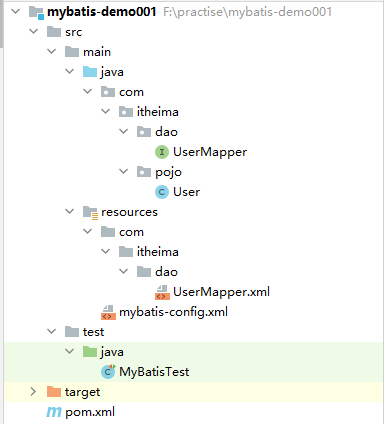 mybatis-demo001 F:\practise\mybatis-demo001
src
main
java
com
itheima
dao
UserMapper
pojo
User
resources
com
itheima
dao
UserMapper.xml
mybatis-config.xml
test
java
MyBatisTest
target
pom.xml